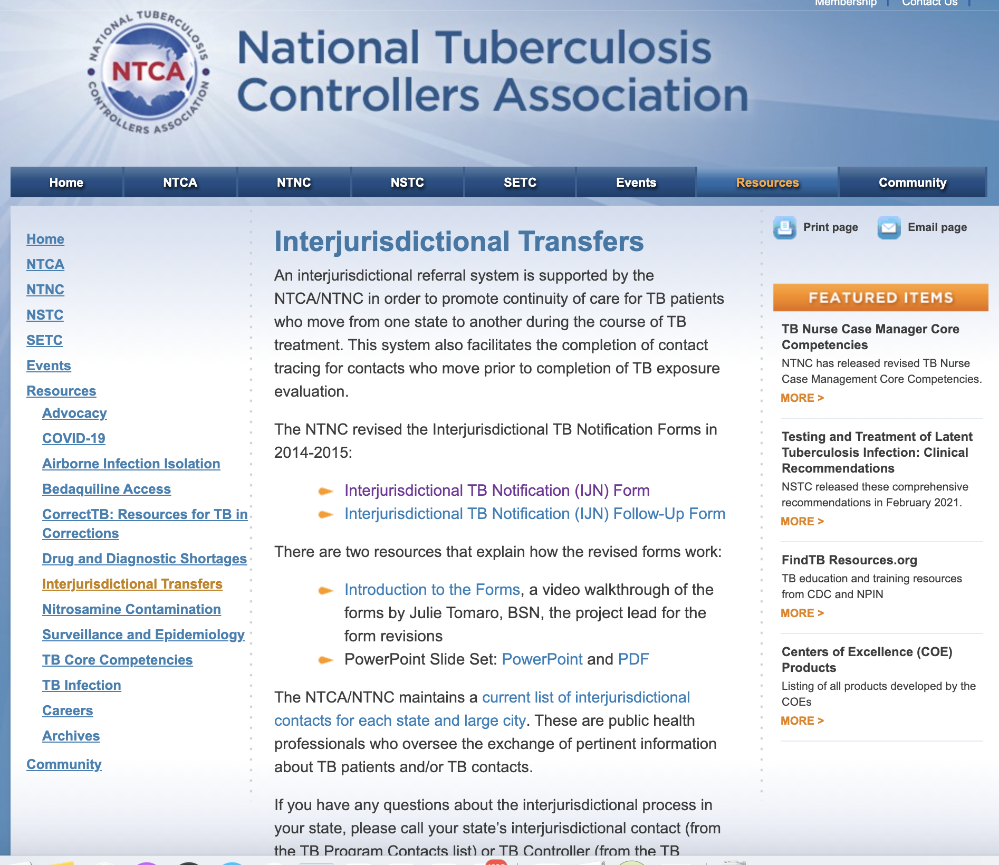 Membership
Contact Us
NATIONAL TUBERCULOSIS
NTCA
CONTROLLERS ASSOCIATION
National Tuberculosis
Controllers Association
Home
NTCA
NTNC
NSTC
SETC
Events
Resources
Community
Home
NTCA
NTNC
NSTC
SETC
Events
Resources
Advocacy
COVID-19
Airborne Infection Isolation
Bedaquiline Access
CorrectTB: Resources for TB in
Corrections
Drug and Diagnostic Shortages
Interjurisdictional Transfers
Nitrosamine Contamination
Surveillance and Epidemiology
TB Core Competencies
TB Infection
Careers
Archives
Community
Interjurisdictional Transfers
An interjurisdictional referral system is supported by the
NTCA/NTNC in order to promote continuity of care for TB patients
who move from one state to another during the course of TB
treatment. This system also facilitates the completion of contact
tracing for contacts who move prior to completion of TB exposure
evaluation.
The NTNC revised the Interjurisdictional TB Notification Forms in
2014-2015:
Interjurisdictional TB Notification (IJN) Form
Interjurisdictional TB Notification (IJN) Follow-Up Form
There are two resources that explain how the revised forms work:
Introduction to the Forms, a video walkthrough of the
forms by Julie Tomaro, BSN, the project lead for the
form revisions
PowerPoint Slide Set: PowerPoint and PDF
The NTCA/NTNC maintains a current list of interjurisdictional
contacts for each state and large city. These are public health
professionals who oversee the exchange of pertinent information
about TB patients and/or TB contacts.
If you have any questions about the interjurisdictional process in
your state, please call your state's interjurisdictional contact (from
the TB Program Contacts list) or TB Controller (from the TB
Print page
Email page
FEATURED ITEMS
TB Nurse Case Manager Core
Competencies
NTNC has released revised TB Nurse
Case Management Core Competencies.
MORE >
Testing and Treatment of Latent
Tuberculosis Infection: Clinical
Recommendations
NSTC released these comprehensive
recommendations in February 2021.
MORE >
FindTB Resources.org
TB education and training resources
from CDC and NPIN
MORE >
Centers of Excellence (COE)
Products
Listing of all products developed by the
COEs
MORE >